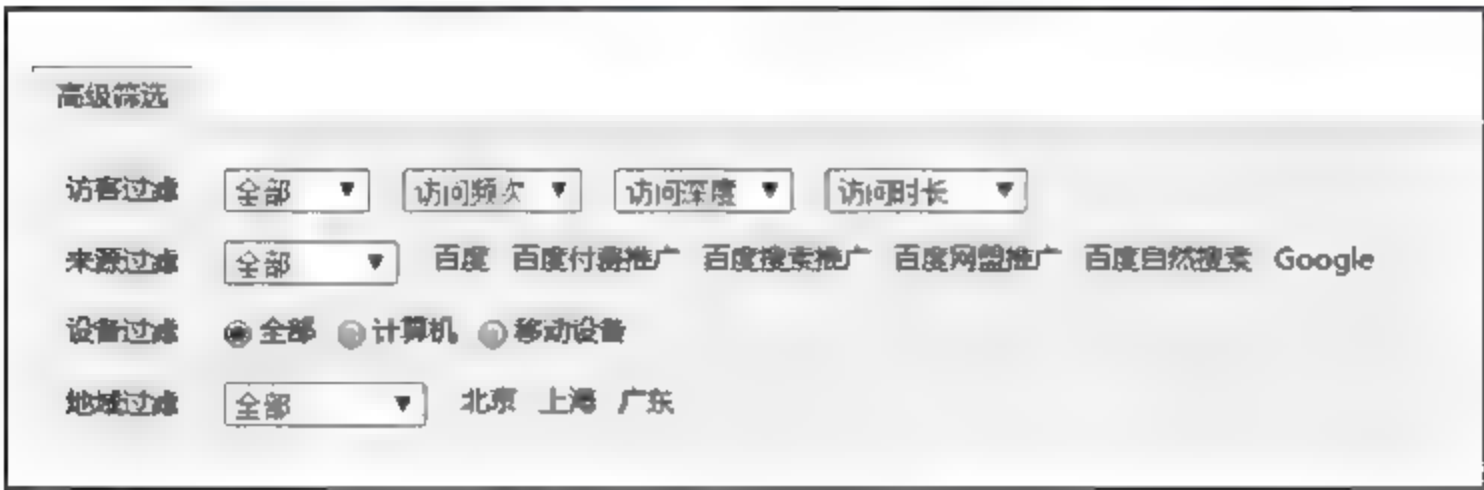 高级筛选
访客过滤 全部 访问频次 访问深度 访问时长
来源过滤 全部 百度 百度付费推广 百度搜索推广 百度网盟推广 百度自然搜索 Google
设备过滤 全部 计算机 移动设备
地域过滤 全部 北京 上海 广东